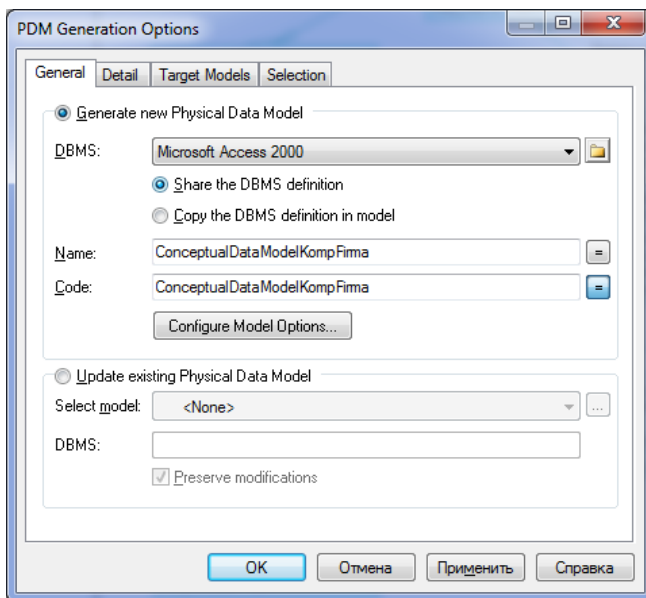 PDM Generation Options
General Detail Target Models Selection
Generate new Physical Data Model
DBMS: Microsoft Access 2000
Share the DBMS definition
Copy the DBMS definition in model
Name: ConceptualDataModelKompFirma =
Code: ConceptualDataModelKompFirma =
Configure Model Options...
Update existing Physical Data Model
Select model: <None> ...
DBMS:
Preserve modifications
OK Отмена Применить Справка